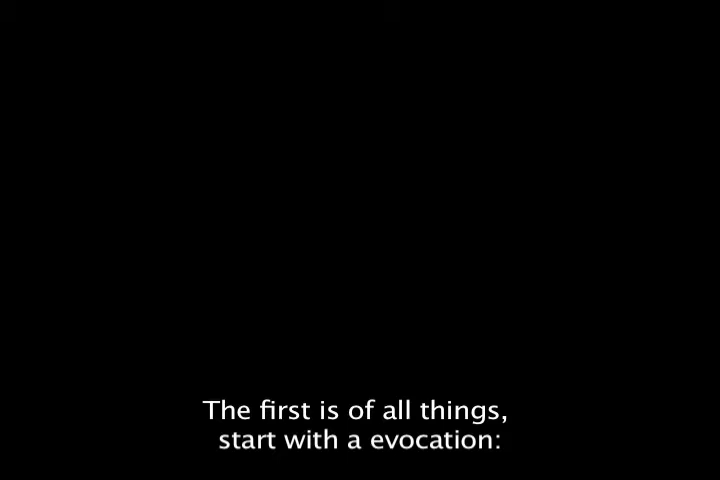 The first is of all things,
start with a evocation: